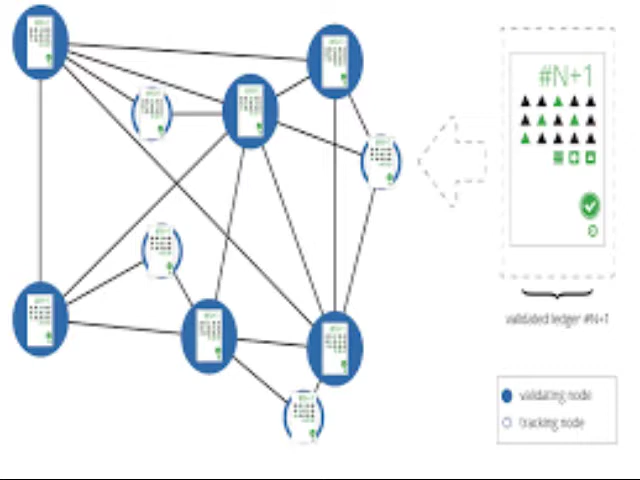 #N+1
validated ledger #N+1
validating node
tracking node